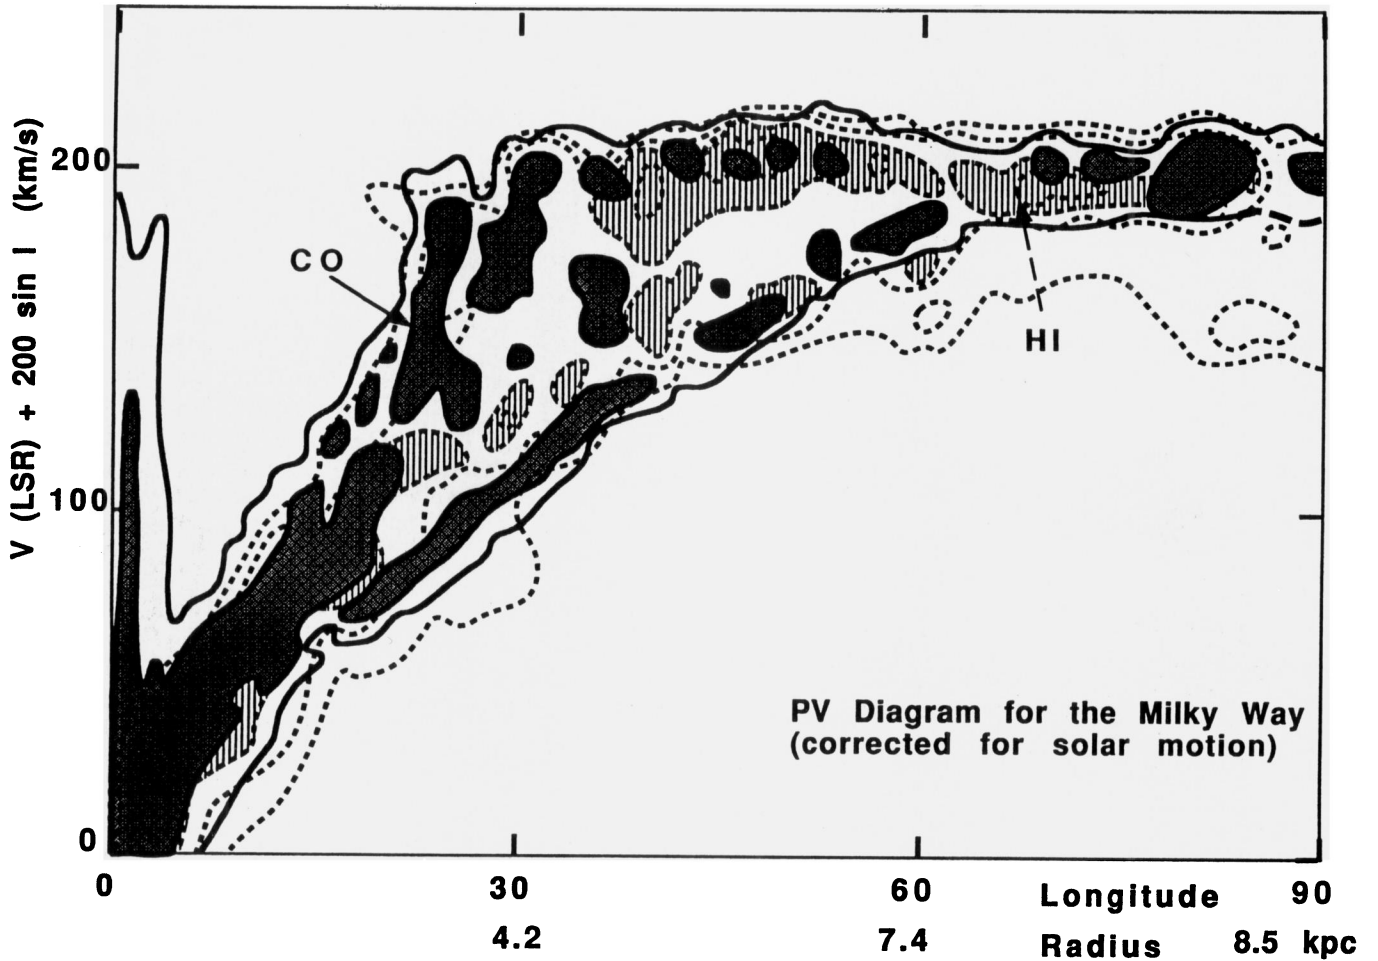 V (LSR) + 200 sin l (km/s)
200
100
0
CO
HI
PV Diagram for the Milky Way
(corrected for solar motion)
0 30 60 Longitude 90
4.2 7.4 Radius 8.5 kpc